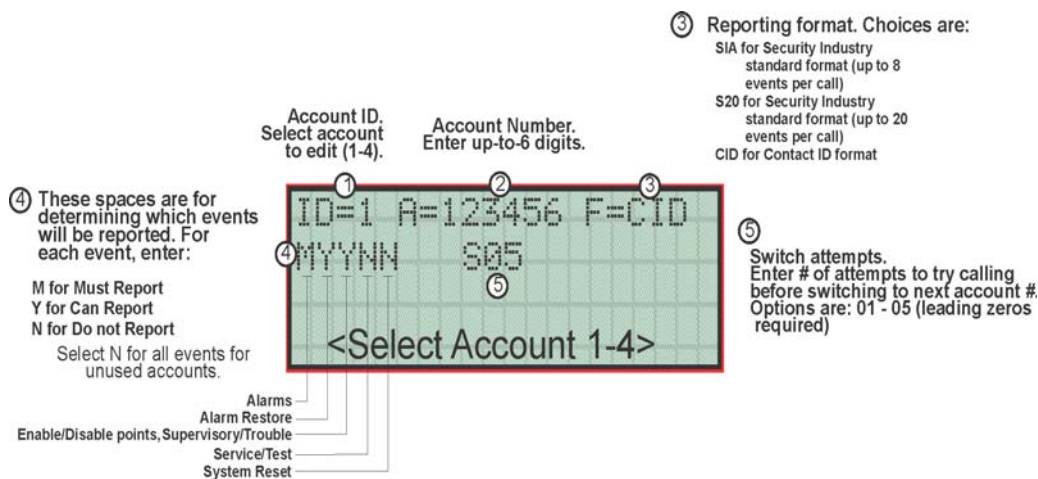 ③ Reporting format. Choices are:
SIA for Security Industry
standard format (up to 8
events per call)
S20 for Security Industry
standard format (up to 20
events per call)
CID for Contact ID format
Account ID.
Select account
to edit (1-4).
Account Number.
Enter up-to-6 digits.
④ These spaces are for
determining which events
will be reported. For
each event, enter:
M for Must Report
Y for Can Report
N for Do not Report
Select N for all events for
unused accounts.
① ② ③
ID=1 A=123456 F=CID
④ MYYNN S05
⑤
<Select Account 1-4>
⑤
Switch attempts.
Enter # of attempts to try calling
before switching to next account #.
Options are: 01 - 05 (leading zeros
required)
Alarms
Alarm Restore
Enable/Disable points,Supervisory/Trouble
Service/Test
System Reset